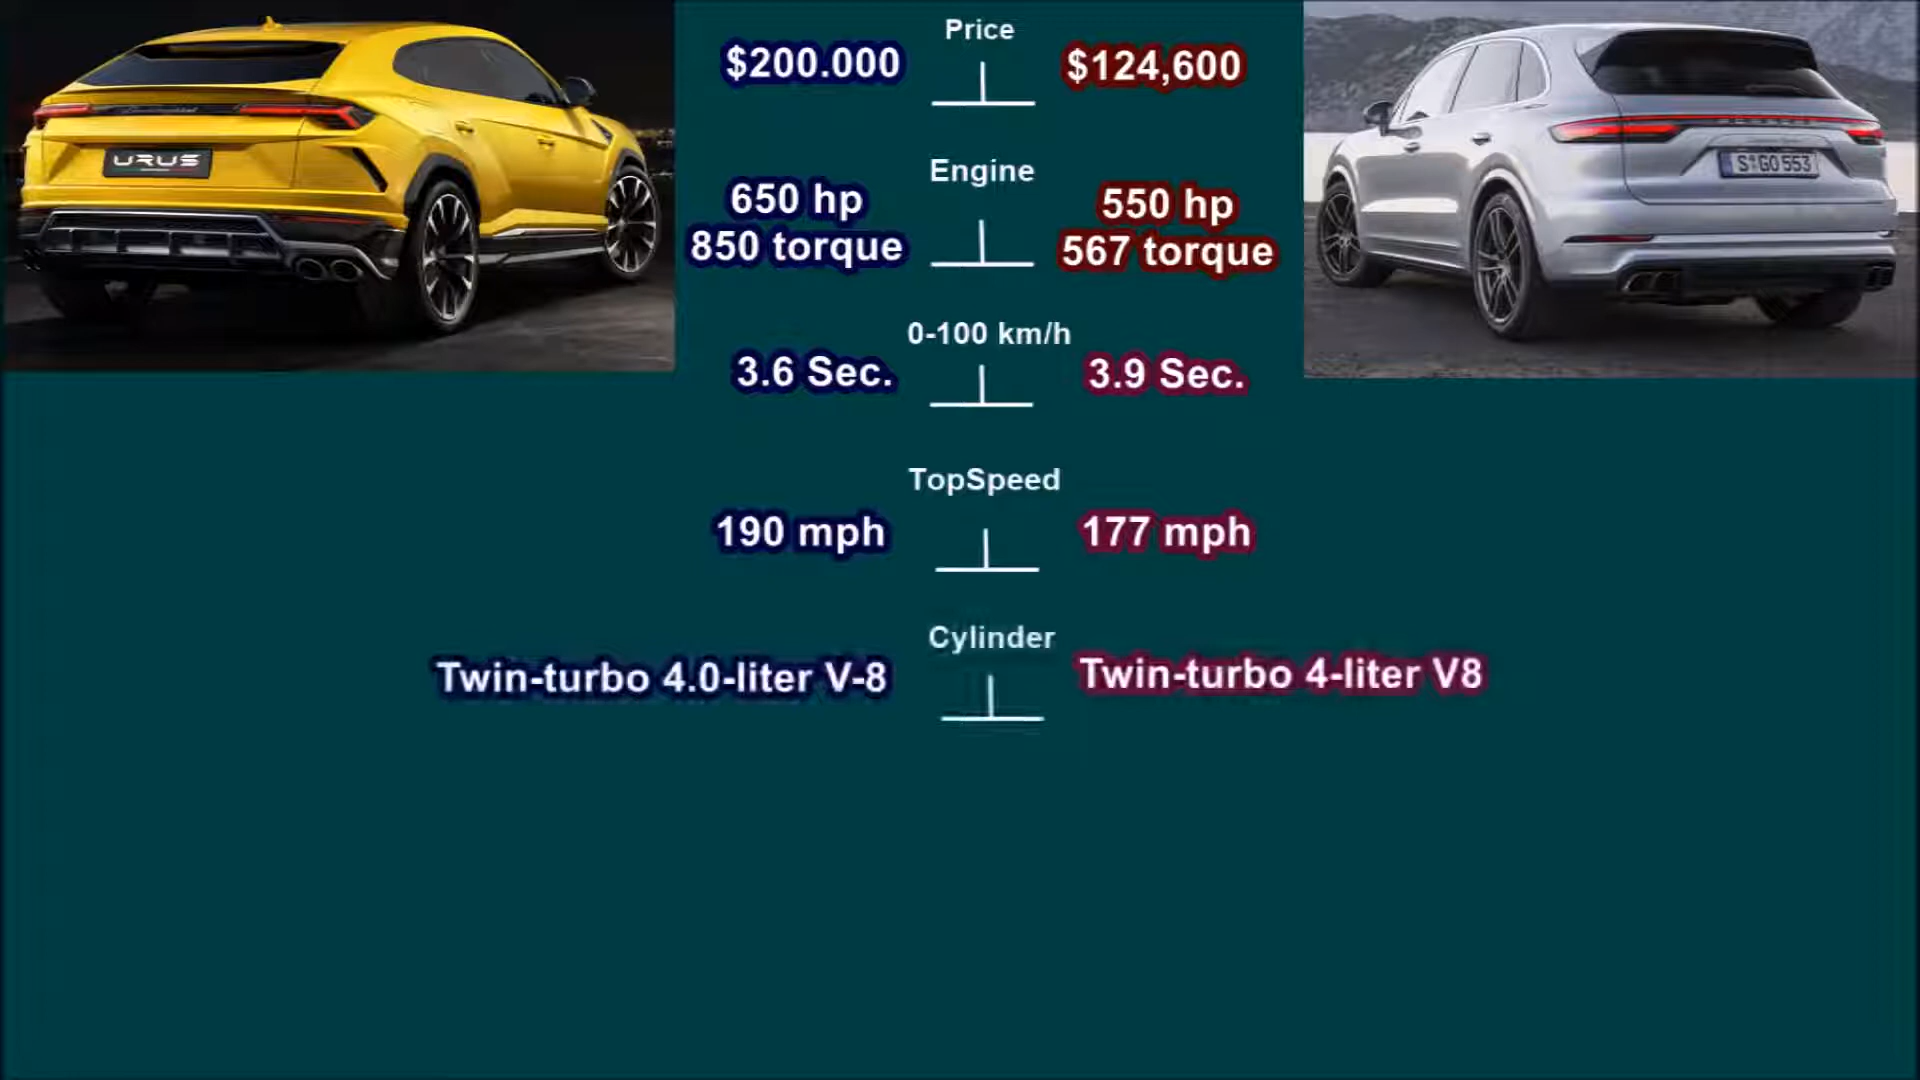 URUS
S GO 553
Price
$200.000
$124,600
Engine
650 hp
850 torque
550 hp
567 torque
0-100 km/h
3.6 Sec.
3.9 Sec.
TopSpeed
190 mph
177 mph
Cylinder
Twin-turbo 4.0-liter V-8
Twin-turbo 4-liter V8